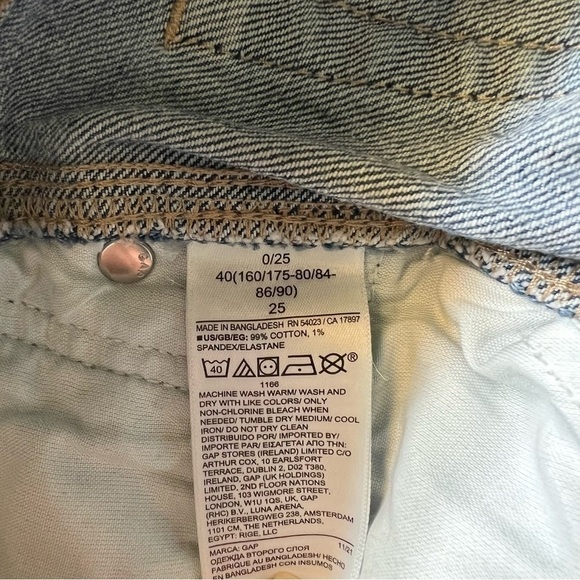 0/25
40(160/175-80/84-
86/90)
25
MADE IN BANGLADESH RN 54023 / CA 17897
US/GB/EG: 99% COTTON, 1%
SPANDEX/ELASTANE
40
1166
MACHINE WASH WARM/ WASH AND
DRY WITH LIKE COLORS/ ONLY
NON-CHLORINE BLEACH WHEN
NEEDED/ TUMBLE DRY MEDIUM/ COOL
IRON/ DO NOT DRY CLEAN
DISTRIBUIDO POR/ IMPORTED BY/
IMPORTE PAR/ ΕΙΣΑΓΕΤΑΙ ΑΠΟ ΤΗΝ:
GAP STORES (IRELAND) LIMITED C/O
ARTHUR COX, 10 EARLSFORT
TERRACE, DUBLIN 2, D02 T380,
IRELAND, GAP (UK HOLDINGS)
LIMITED, 2ND FLOOR NATIONS
HOUSE, 103 WIGMORE STREET,
LONDON, W1U 1QS, UK, GAP
(RHC) B.V., LUNA ARENA,
HERIKERBERGWEG 238, AMSTERDAM
1101 CM, THE NETHERLANDS,
EGYPT: RIGE, LLC
MARCA: GAP 11/21
ОДЕЖДА ВТОРОГО СЛОЯ
FABRIQUE AU BANGLADESH/ HECHO
EN BANGLADESH CON INSUMOS